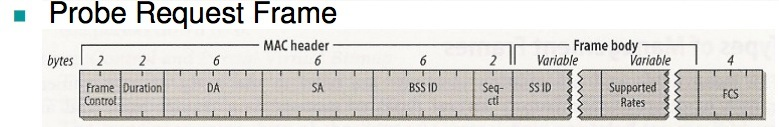 Probe Request Frame
MAC header Frame body
bytes 2 2 6 6 6 2 Variable Variable 4
Frame Control Duration DA SA BSS ID Seq-ctl SS ID Supported Rates FCS